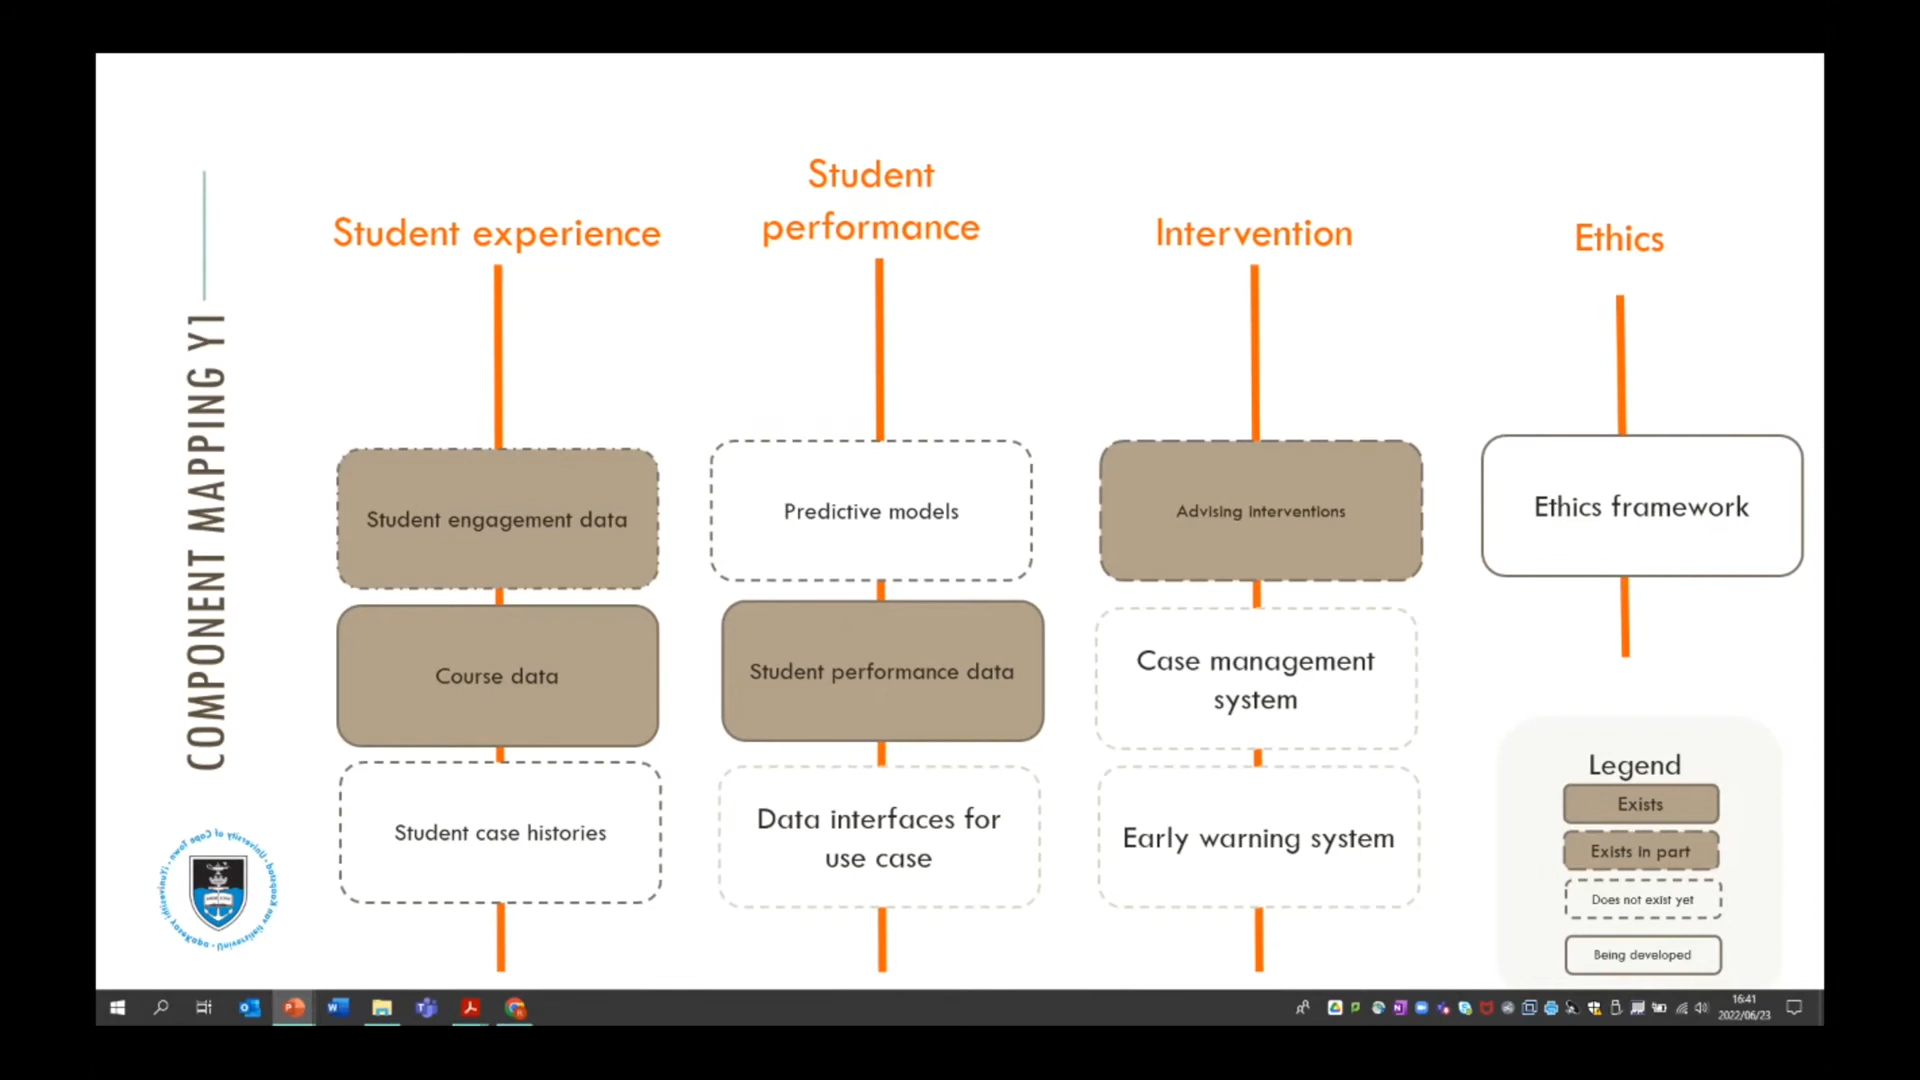 COMPONENT MAPPING Y1
Student experience
Student engagement data
Course data
Student case histories
Student
performance
Predictive models
Student performance data
Data interfaces for
use case
Intervention
Advising interventions
Case management
system
Early warning system
Ethics
Ethics framework
Legend
Exists
Exists in part
Does not exist yet
Being developed
16:41
2022/06/23